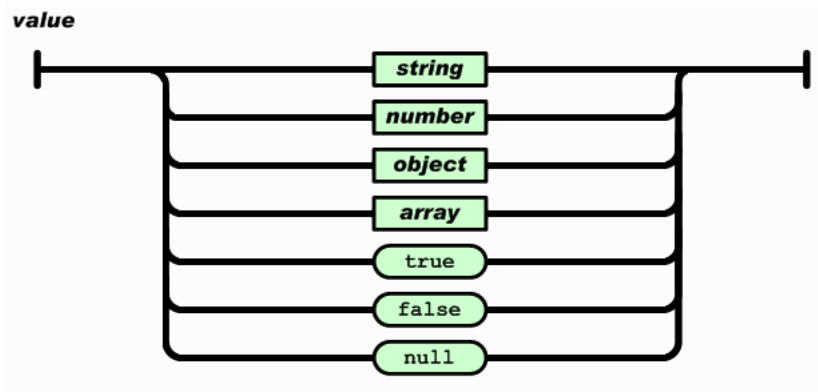 value
string
number
object
array
true
false
null